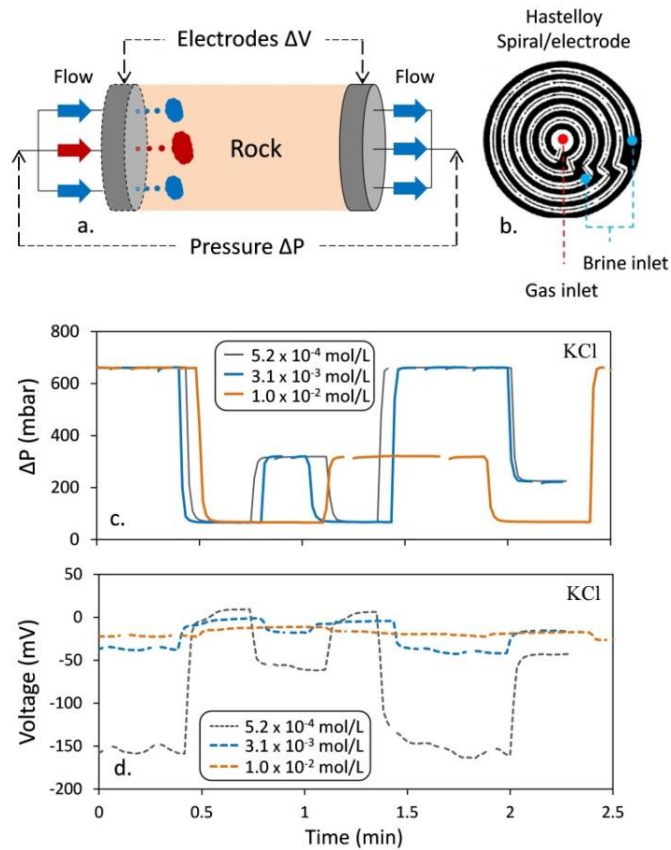 Electrodes ΔV
Flow
Flow
Rock
a.
Pressure ΔP
Hastelloy
Spiral/electrode
b.
Brine inlet
Gas inlet
800
600
400
200
0
ΔP (mbar)
5.2 x 10⁻⁴ mol/L
3.1 x 10⁻³ mol/L
1.0 x 10⁻² mol/L
KCl
c.
50
0
-50
-100
-150
-200
Voltage (mV)
KCl
5.2 x 10⁻⁴ mol/L
3.1 x 10⁻³ mol/L
1.0 x 10⁻² mol/L
d.
0 0.5 1 1.5 2 2.5
Time (min)